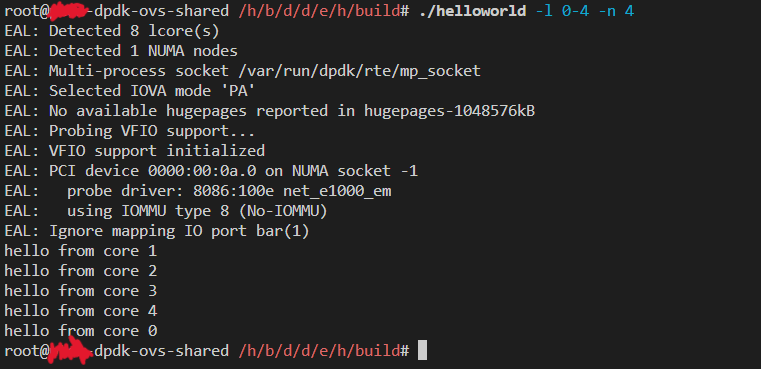 root@-dpdk-ovs-shared /h/b/d/d/e/h/build# ./helloworld -l 0-4 -n 4
EAL: Detected 8 lcore(s)
EAL: Detected 1 NUMA nodes
EAL: Multi-process socket /var/run/dpdk/rte/mp_socket
EAL: Selected IOVA mode 'PA'
EAL: No available hugepages reported in hugepages-1048576kB
EAL: Probing VFIO support...
EAL: VFIO support initialized
EAL: PCI device 0000:00:0a.0 on NUMA socket -1
EAL:   probe driver: 8086:100e net_e1000_em
EAL:   using IOMMU type 8 (No-IOMMU)
EAL: Ignore mapping IO port bar(1)
hello from core 1
hello from core 2
hello from core 3
hello from core 4
hello from core 0
root@-dpdk-ovs-shared /h/b/d/d/e/h/build#